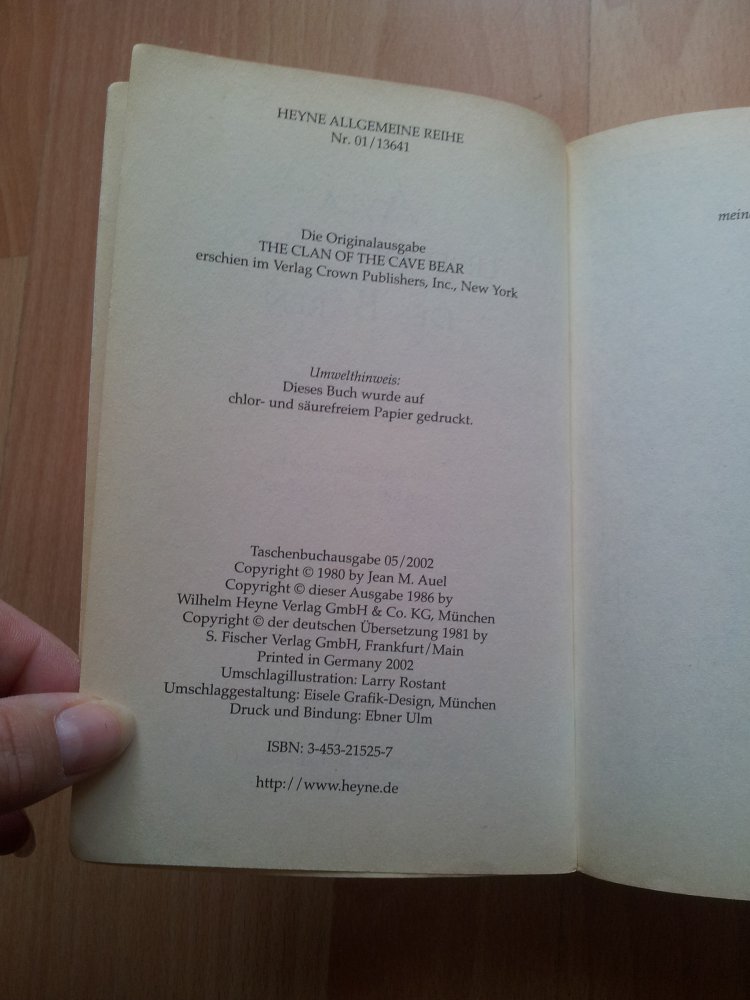 HEYNE ALLGEMEINE REIHE
Nr. 01/13641
Die Originalausgabe
THE CLAN OF THE CAVE BEAR
erschien im Verlag Crown Publishers, Inc., New York
Umwelthinweis:
Dieses Buch wurde auf
chlor- und säurefreiem Papier gedruckt.
Taschenbuchausgabe 05/2002
Copyright © 1980 by Jean M. Auel
Copyright © dieser Ausgabe 1986 by
Wilhelm Heyne Verlag GmbH & Co. KG, München
Copyright © der deutschen Übersetzung 1981 by
S. Fischer Verlag GmbH, Frankfurt/Main
Printed in Germany 2002
Umschlagillustration: Larry Rostant
Umschlaggestaltung: Eisele Grafik-Design, München
Druck und Bindung: Ebner Ulm
ISBN: 3-453-21525-7
http://www.heyne.de